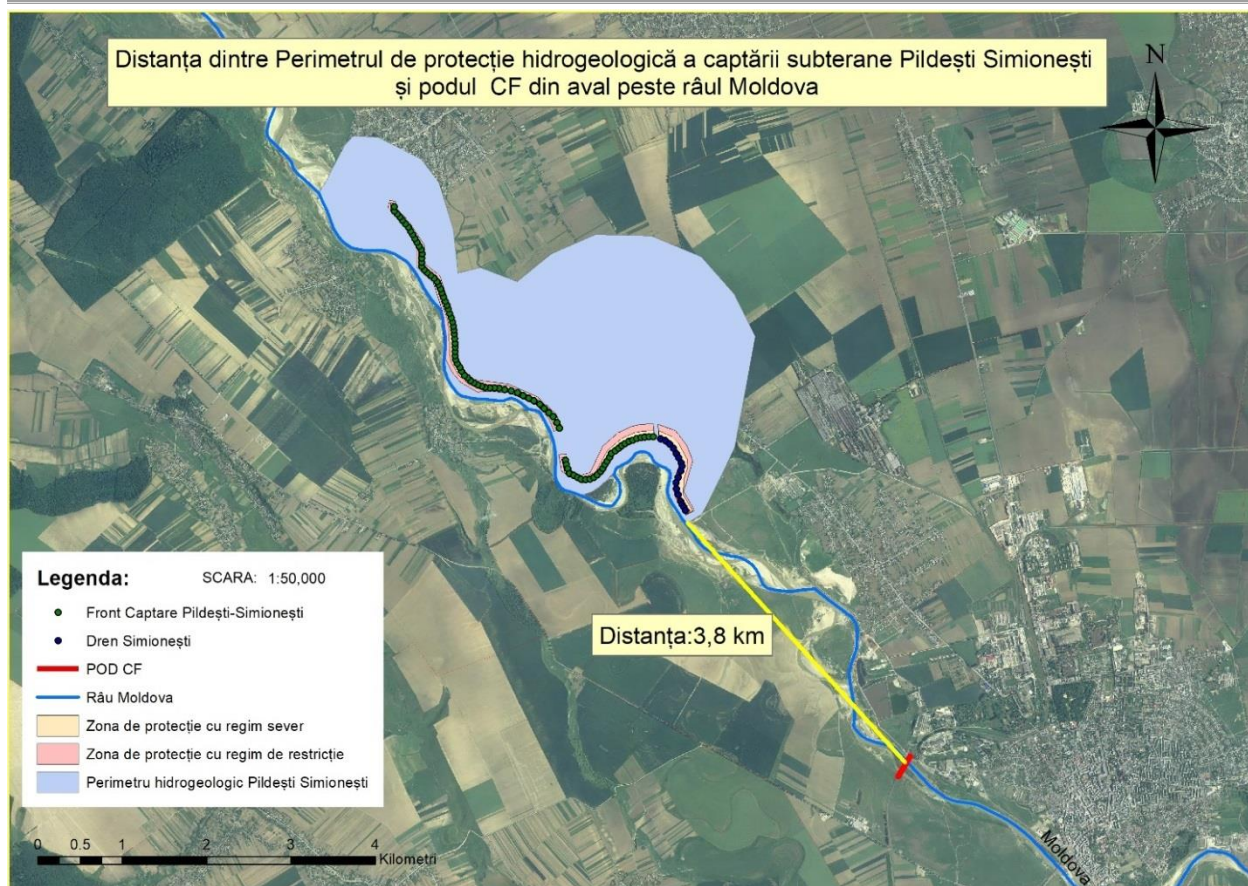 Distanța dintre Perimetrul de protecție hidrogeologică a captării subterane Pildești Simionești
și podul CF din aval peste râul Moldova
N
Distanța:3,8 km
Legenda: SCARA: 1:50,000
Front Captare Pildești-Simionești
Dren Simionești
POD CF
Râu Moldova
Zona de protecție cu regim sever
Zona de protecție cu regim de restricție
Perimetru hidrogeologic Pildești Simionești
0 0.5 1 2 3 4
Kilometri
Moldova